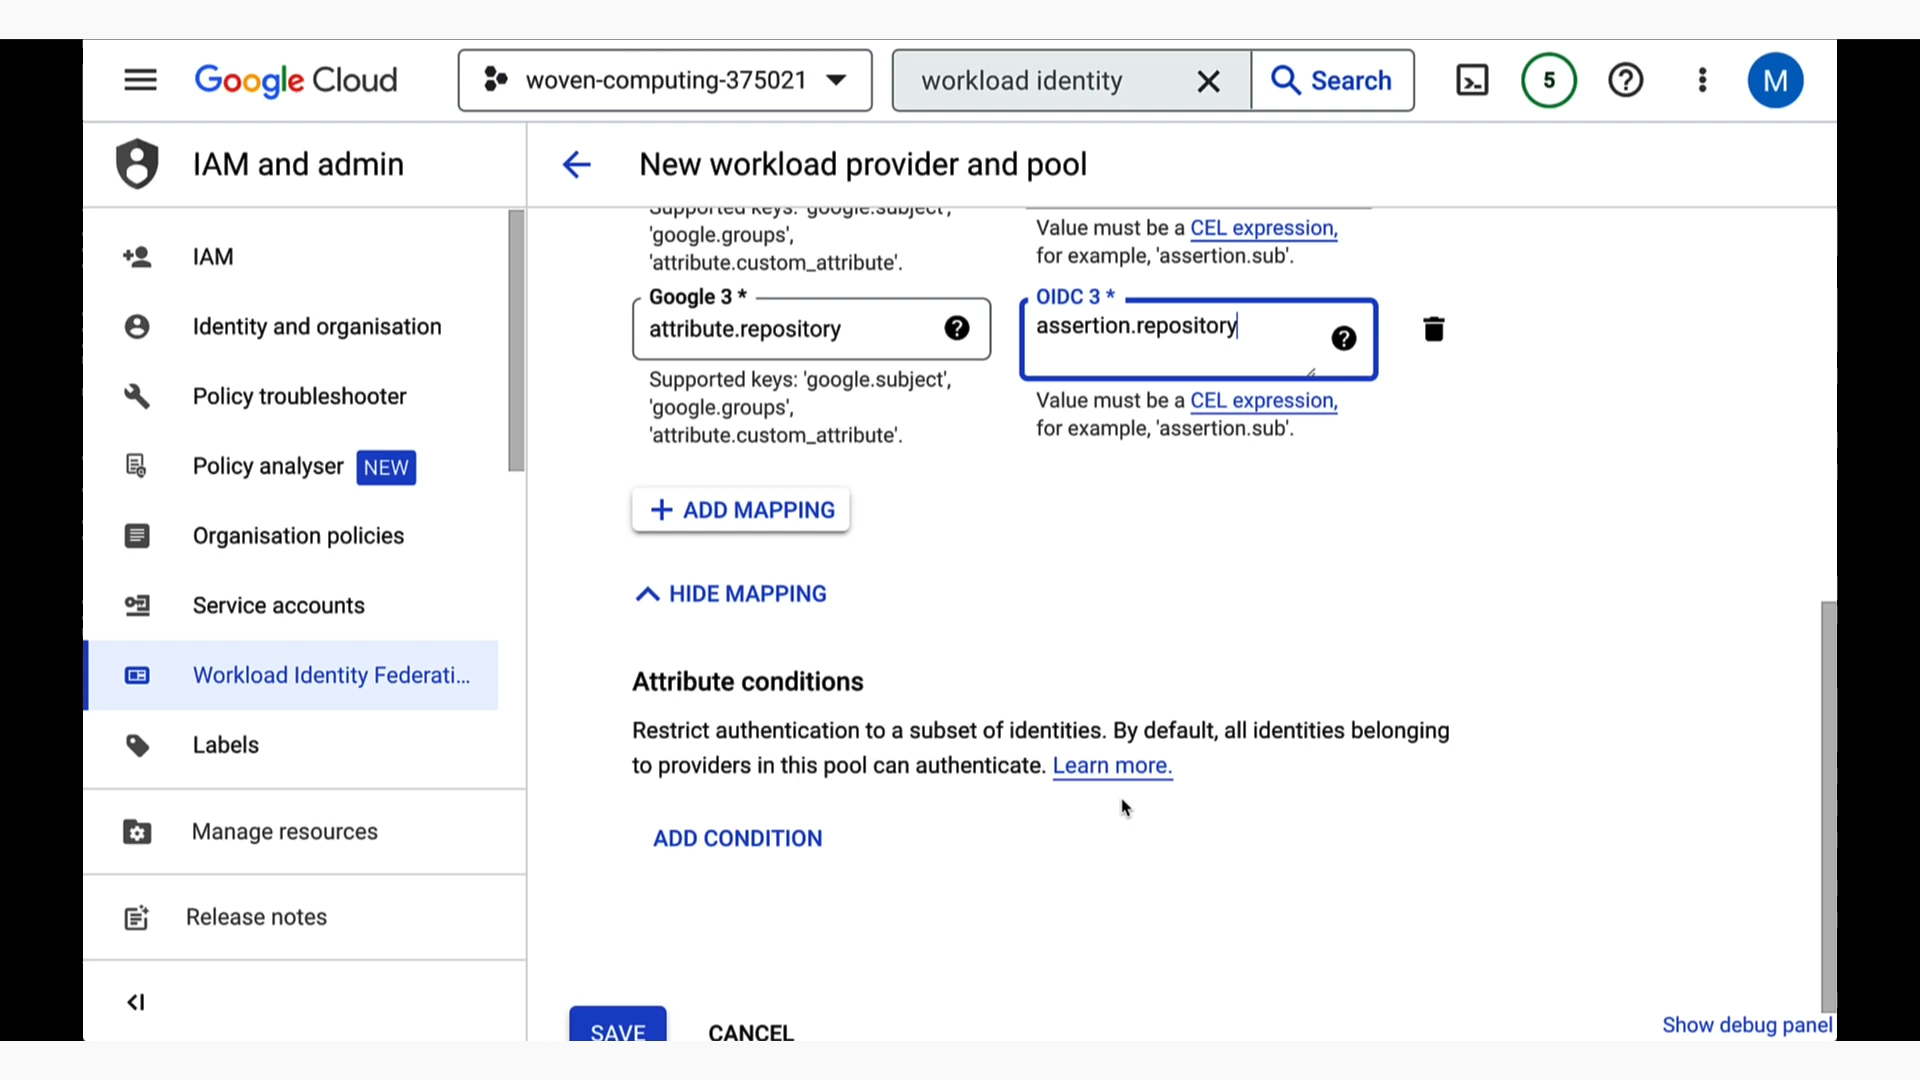 Google Cloud
woven-computing-375021
workload identity
Search
5
M
IAM and admin
New workload provider and pool
IAM
Identity and organisation
Policy troubleshooter
Policy analyser NEW
Organisation policies
Service accounts
Workload Identity Federati...
Labels
Manage resources
Release notes
Supported keys: 'google.subject',
'google.groups',
'attribute.custom_attribute'.
Value must be a CEL expression,
for example, 'assertion.sub'.
Google 3 *
attribute.repository
Supported keys: 'google.subject',
'google.groups',
'attribute.custom_attribute'.
OIDC 3 *
assertion.repository
Value must be a CEL expression,
for example, 'assertion.sub'.
+ ADD MAPPING
HIDE MAPPING
Attribute conditions
Restrict authentication to a subset of identities. By default, all identities belonging
to providers in this pool can authenticate. Learn more.
ADD CONDITION
SAVE
CANCEL
Show debug panel